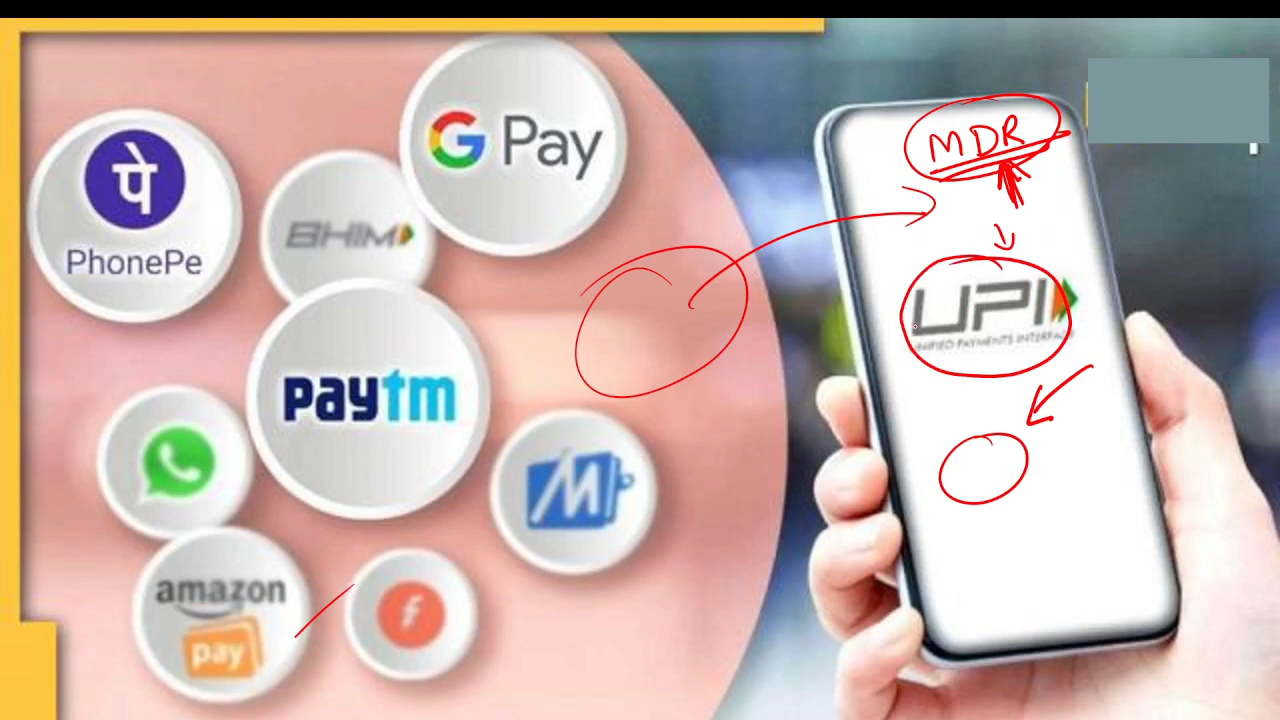 G Pay
पे
PhonePe
BHIM
MDR
UPI
UNIFIED PAYMENTS INTERFACE
paytm
M
amazon
pay
f